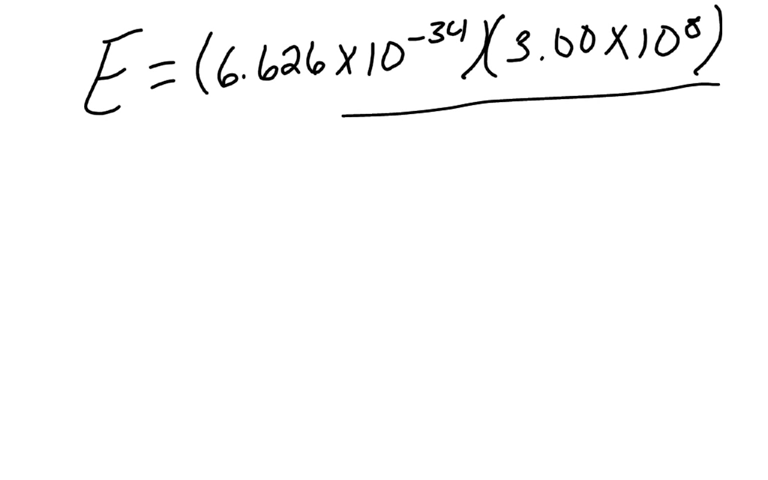 E = (6.626 x 10^-34)(3.00 x 10^8)